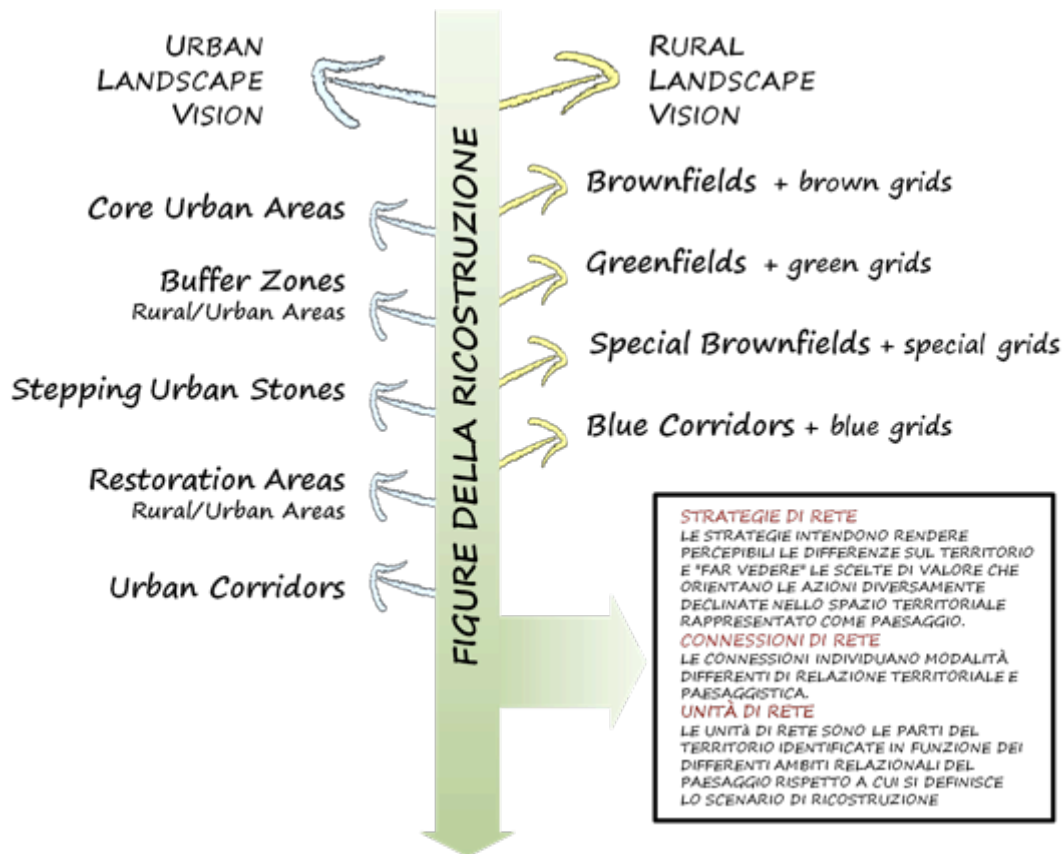 URBAN
LANDSCAPE
VISION
Core Urban Areas
Buffer Zones
Rural/Urban Areas
Stepping Urban Stones
Restoration Areas
Rural/Urban Areas
Urban Corridors
FIGURE DELLA RICOSTRUZIONE
RURAL
LANDSCAPE
VISION
Brownfields + brown grids
Greenfields + green grids
Special Brownfields + special grids
Blue Corridors + blue grids
STRATEGIE DI RETE
LE STRATEGIE INTENDONO RENDERE
PERCEPIBILI LE DIFFERENZE SUL TERRITORIO
E "FAR VEDERE" LE SCELTE DI VALORE CHE
ORIENTANO LE AZIONI DIVERSAMENTE
DECLINATE NELLO SPAZIO TERRITORIALE
RAPPRESENTATO COME PAESAGGIO.
CONNESSIONI DI RETE
LE CONNESSIONI INDIVIDUANO MODALITÀ
DIFFERENTI DI RELAZIONE TERRITORIALE E
PAESAGGISTICA.
UNITÀ DI RETE
LE UNITà DI RETE SONO LE PARTI DEL
TERRITORIO IDENTIFICATE IN FUNZIONE DEI
DIFFERENTI AMBITI RELAZIONALI DEL
PAESAGGIO RISPETTO A CUI SI DEFINISCE
LO SCENARIO DI RICOSTRUZIONE